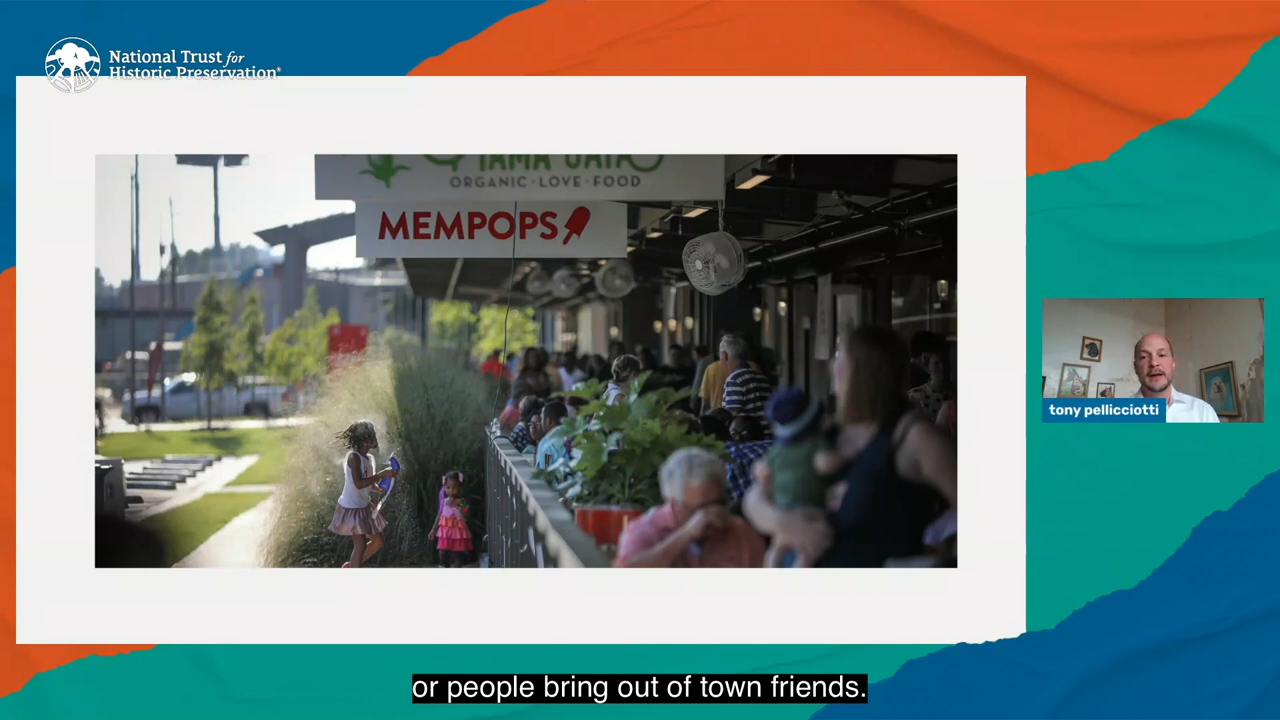 National Trust for
Historic Preservation®
ORGANIC • LOVE • FOOD
MEMPOPS
tony pellicciotti
or people bring out of town friends.